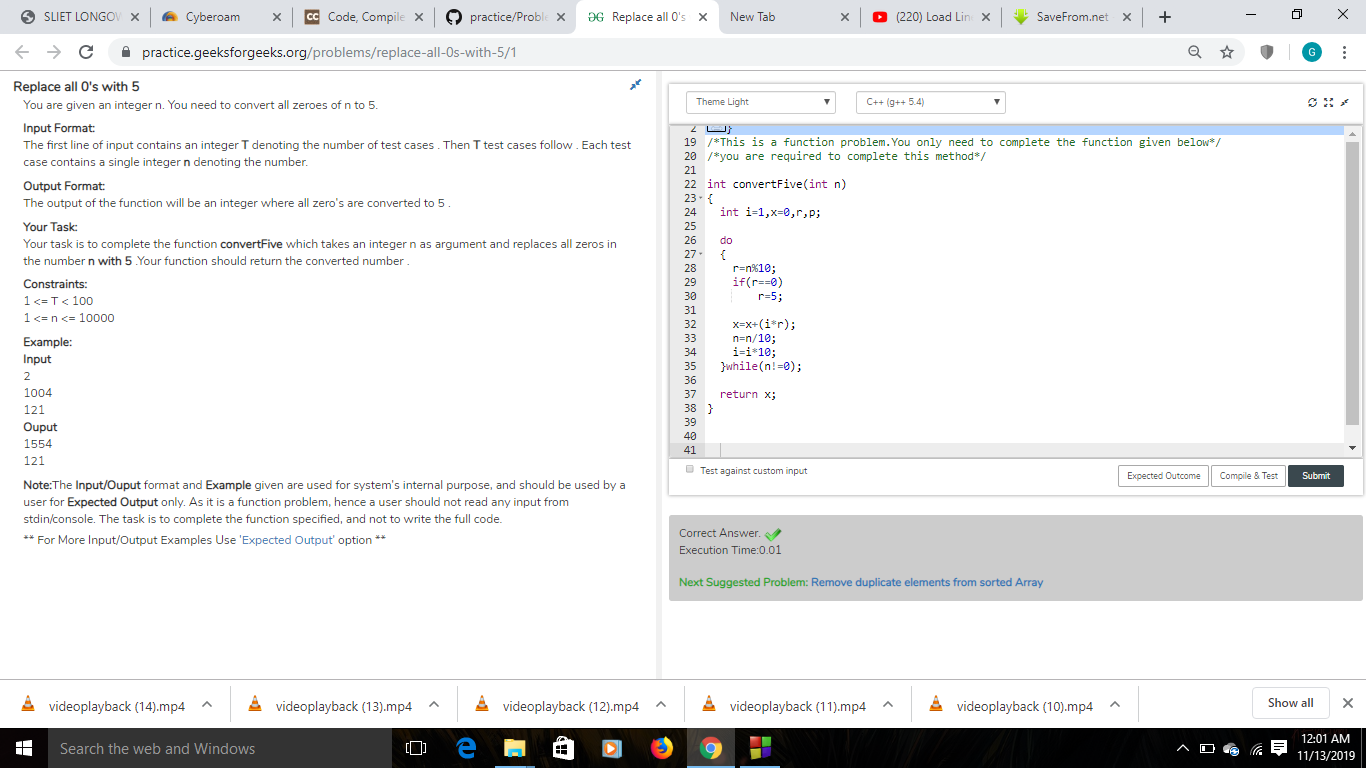 SLIET LONGOV
Cyberoam
CC Code, Compile
practice/Proble
Replace all 0's
New Tab
(220) Load Lin
SaveFrom.net
practice.geeksforgeeks.org/problems/replace-all-0s-with-5/1
G
Replace all 0's with 5
You are given an integer n. You need to convert all zeroes of n to 5.
Input Format:
The first line of input contains an integer T denoting the number of test cases . Then T test cases follow . Each test
case contains a single integer n denoting the number.
Output Format:
The output of the function will be an integer where all zero's are converted to 5 .
Your Task:
Your task is to complete the function convertFive which takes an integer n as argument and replaces all zeros in
the number n with 5 .Your function should return the converted number .
Constraints:
1 <= T < 100
1 <= n <= 10000
Example:
Input
2
1004
121
Ouput
1554
121
Note:The Input/Ouput format and Example given are used for system's internal purpose, and should be used by a
user for Expected Output only. As it is a function problem, hence a user should not read any input from
stdin/console. The task is to complete the function specified, and not to write the full code.
** For More Input/Output Examples Use 'Expected Output' option **
Theme Light
C++ (g++ 5.4)
2 }
19 /*This is a function problem.You only need to complete the function given below*/
20 /*you are required to complete this method*/
21
22 int convertFive(int n)
23 {
24 int i=1,x=0,r,p;
25
26 do
27 {
28 r=n%10;
29 if(r==0)
30 r=5;
31
32 x=x+(i*r);
33 n=n/10;
34 i=i*10;
35 }while(n!=0);
36
37 return x;
38 }
39
40
41
Test against custom input
Expected Outcome
Compile & Test
Submit
Correct Answer.
Execution Time:0.01
Next Suggested Problem: Remove duplicate elements from sorted Array
videoplayback (14).mp4
videoplayback (13).mp4
videoplayback (12).mp4
videoplayback (11).mp4
videoplayback (10).mp4
Show all
Search the web and Windows
12:01 AM
11/13/2019